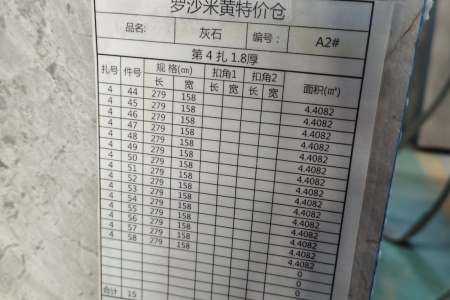 罗沙米黄特价仓
品名: 灰石 编号: A2#
第 4 扎 1.8厚
扎号 件号 规 格(㎝) 扣角1 扣角2 面积(㎡)
长 宽 长 宽 长 宽
4 44 279 158 4.4082
4 45 279 158 4.4082
4 46 279 158 4.4082
4 47 279 158 4.4082
4 48 279 158 4.4082
4 49 279 158 4.4082
4 50 279 158 4.4082
4 51 279 158 4.4082
4 52 279 158 4.4082
4 53 279 158 4.4082
4 54 279 158 4.4082
4 55 279 158 4.4082
4 56 279 158 4.4082
4 57 279 158 4.4082
4 58 279 158 4.4082
0
0
0
合计 15